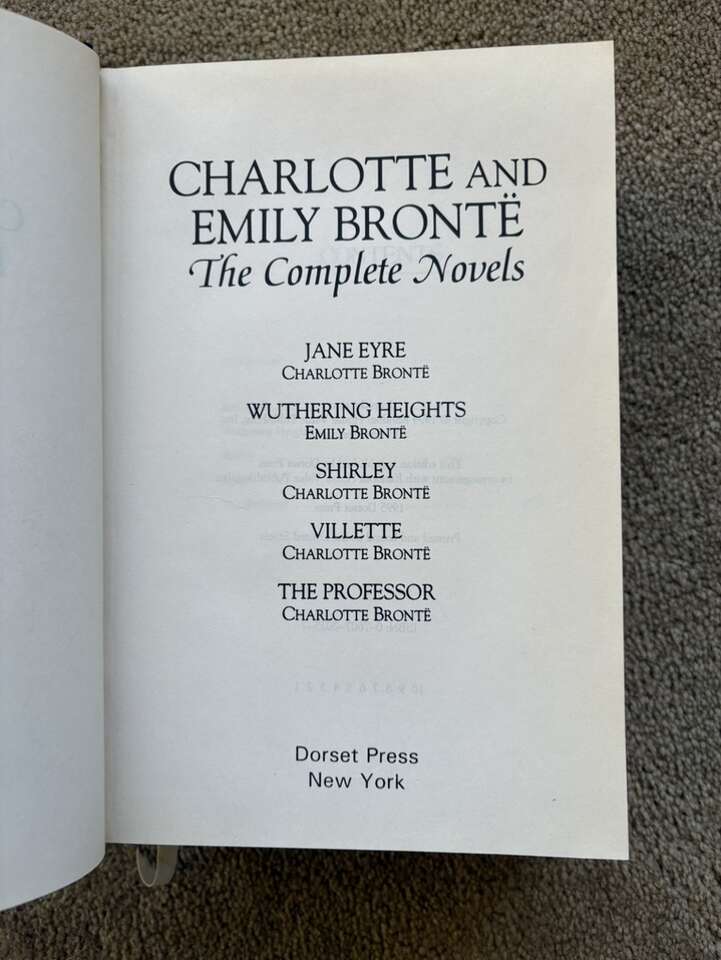 CHARLOTTE AND
EMILY BRONTË
The Complete Novels
JANE EYRE
CHARLOTTE BRONTË
WUTHERING HEIGHTS
EMILY BRONTË
SHIRLEY
CHARLOTTE BRONTË
VILLETTE
CHARLOTTE BRONTË
THE PROFESSOR
CHARLOTTE BRONTË
Dorset Press
New York